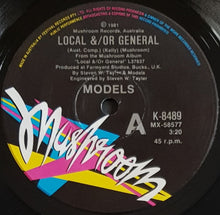 ℗ 1981
Mushroom Records, Australia
LOCAL &/OR GENERAL
(Aust. Comp.) (Kelly) (Mushroom)
From the Mushroom Album
"Local &/Or General" L37637
Produced at Farmyard Studios, Bucks, U.K.
By Steven W. Tayler & Models
Engineered by Steven W. Tayler
MODELS
A
K-8489
MX-58577
3:20
45 r.p.m.
Mushroom